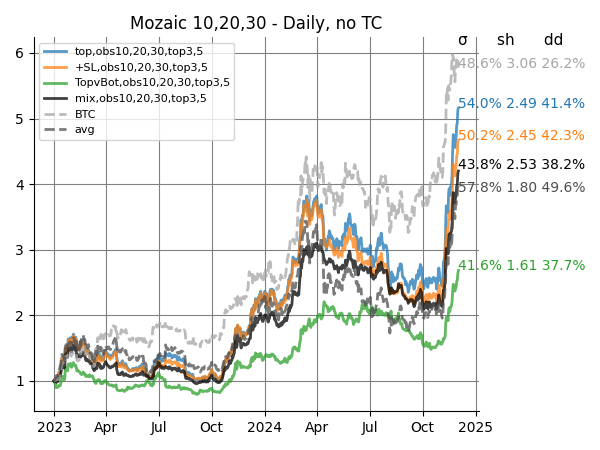 Mozaic 10,20,30 - Daily, no TC
σ sh dd
top,obs10,20,30,top3,5
+SL,obs10,20,30,top3,5
TopvBot,obs10,20,30,top3,5
mix,obs10,20,30,top3,5
BTC
avg
48.6% 3.06 26.2%
54.0% 2.49 41.4%
50.2% 2.45 42.3%
43.8% 2.53 38.2%
57.8% 1.80 49.6%
41.6% 1.61 37.7%
6
5
4
3
2
1
2023 Apr Jul Oct 2024 Apr Jul Oct 2025